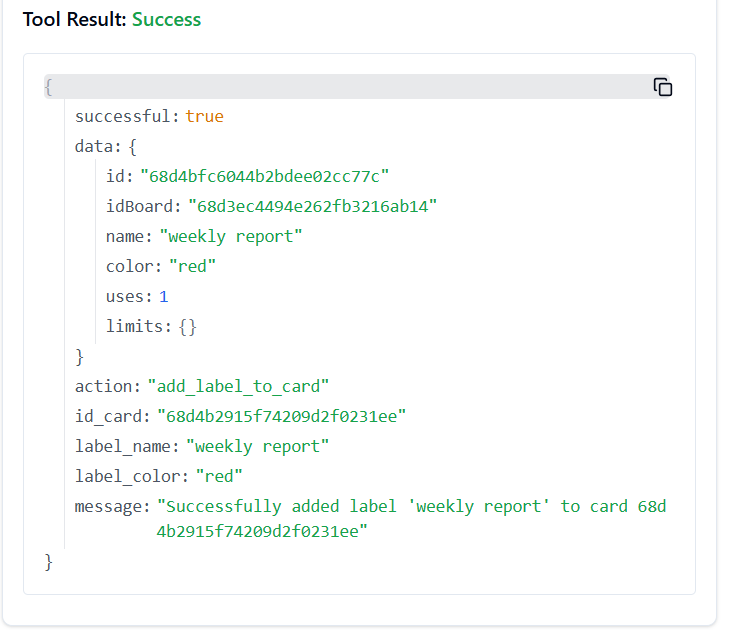 Tool Result: Success
{
successful: true
data: {
id: "68d4bfc6044b2bdee02cc77c"
idBoard: "68d3ec4494e262fb3216ab14"
name: "weekly report"
color: "red"
uses: 1
limits: {}
}
action: "add_label_to_card"
id_card: "68d4b2915f74209d2f0231ee"
label_name: "weekly report"
label_color: "red"
message: "Successfully added label 'weekly report' to card 68d
4b2915f74209d2f0231ee"
}